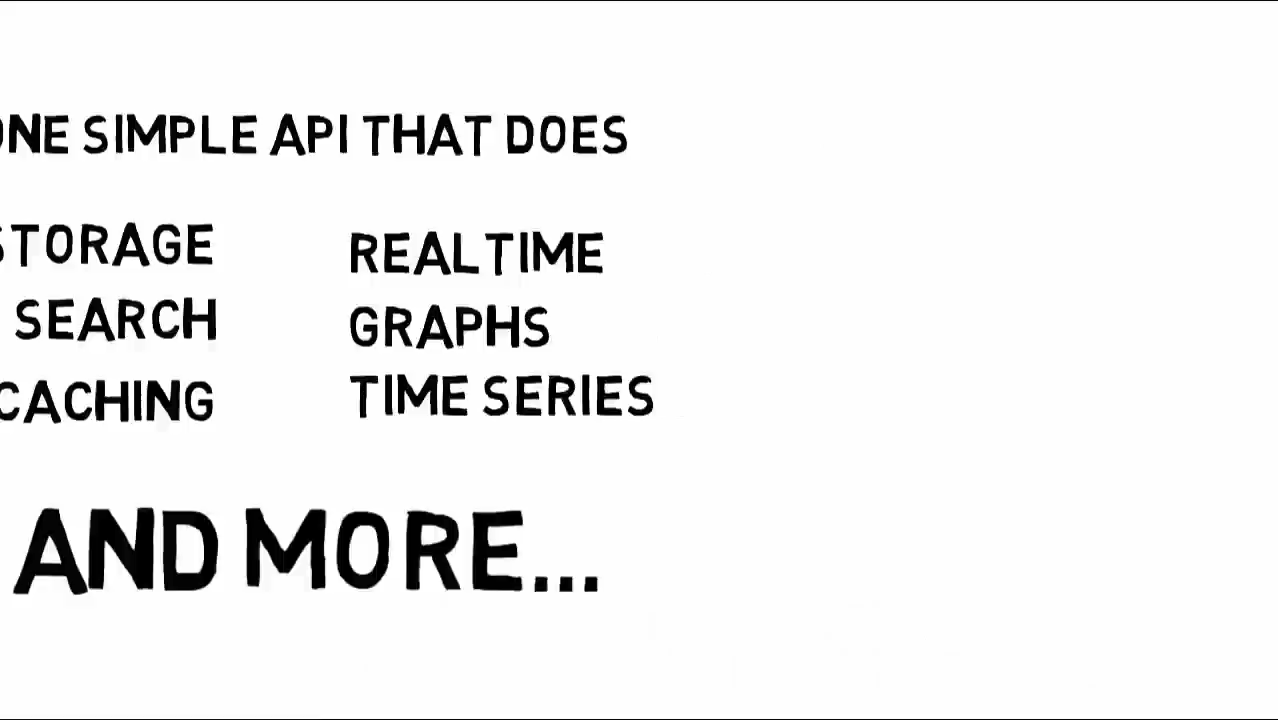 ONE SIMPLE API THAT DOES
STORAGE
SEARCH
CACHING
REALTIME
GRAPHS
TIME SERIES
AND MORE...